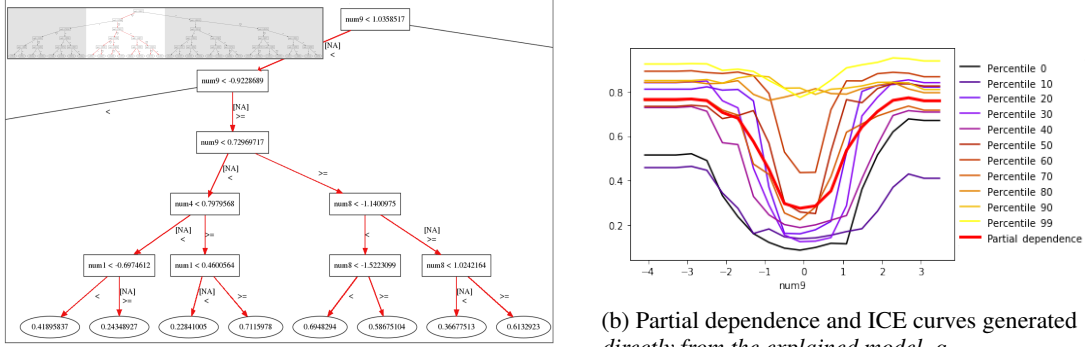 num9 < 1.0358517
[NA]
<
num9 < -0.9228689
<
[NA]
>=
num9 < 0.72969717
[NA]
<
>=
num4 < 0.7979568
num8 < -1.1400975
[NA]
<
>=
<
[NA]
>=
num1 < -0.6974612
num1 < 0.4600564
num8 < -1.5223099
num8 < 1.0242164
<
[NA]
>=
[NA]
<
>=
<
>=
[NA]
<
>=
0.41895837
0.24348927
0.22841005
0.7115978
0.6948294
0.58675104
0.36677513
0.6132923
0.8
0.6
0.4
0.2
−4
−3
−2
−1
0
1
2
3
num9
Percentile 0
Percentile 10
Percentile 20
Percentile 30
Percentile 40
Percentile 50
Percentile 60
Percentile 70
Percentile 80
Percentile 90
Percentile 99
Partial dependence
(b) Partial dependence and ICE curves generated
directly from the explained model, g